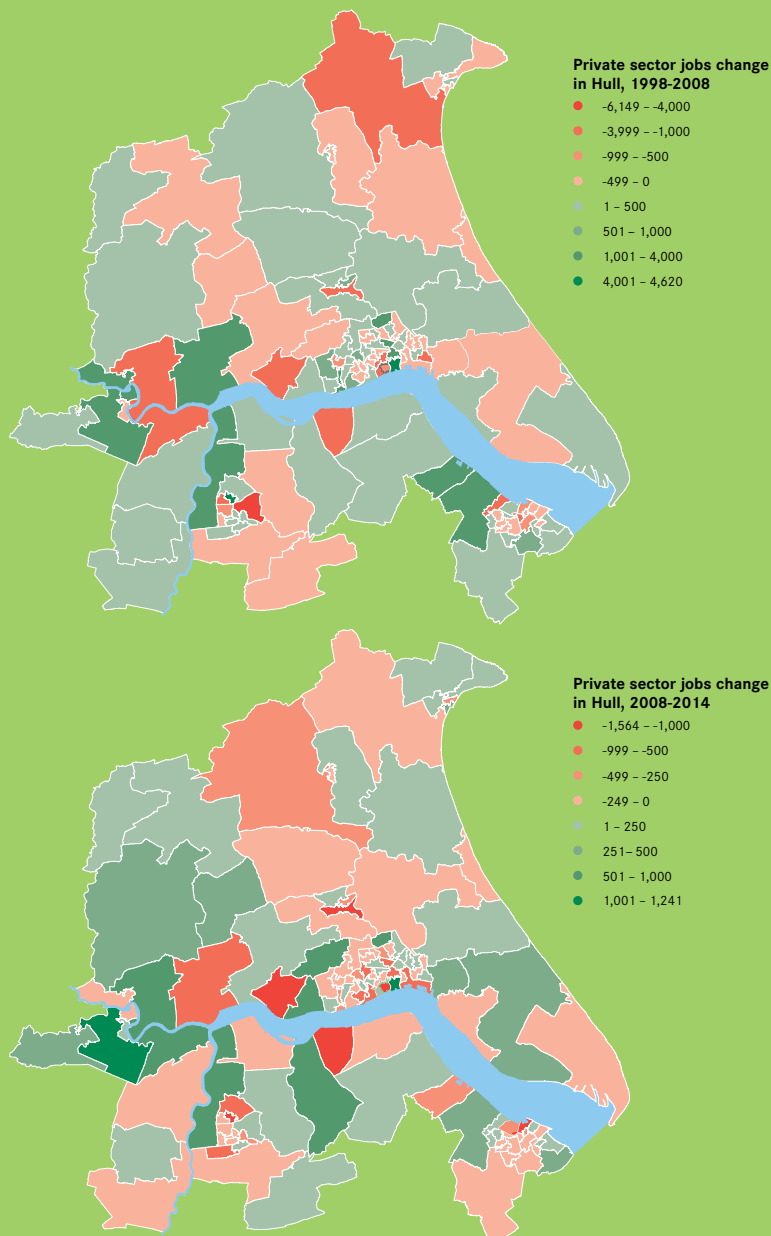 Private sector jobs change
in Hull, 1998-2008
-6,149 – -4,000
-3,999 – -1,000
-999 – -500
-499 – 0
1 – 500
501 – 1,000
1,001 – 4,000
4,001 – 4,620
Private sector jobs change
in Hull, 2008-2014
-1,564 – -1,000
-999 – -500
-499 – -250
-249 – 0
1 – 250
251– 500
501 – 1,000
1,001 – 1,241